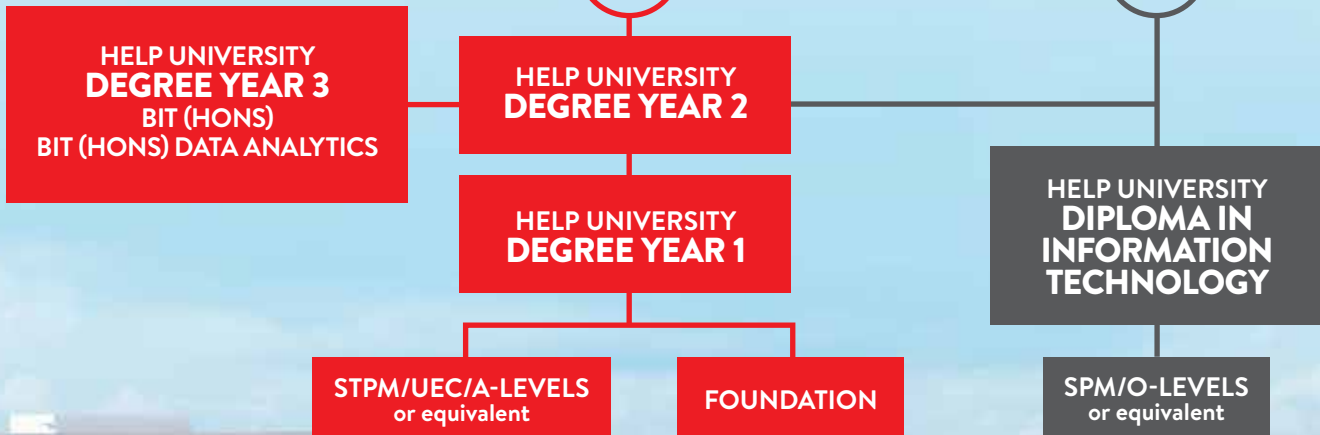 HELP UNIVERSITY
DEGREE YEAR 3
BIT (HONS)
BIT (HONS) DATA ANALYTICS
HELP UNIVERSITY
DEGREE YEAR 2
HELP UNIVERSITY
DEGREE YEAR 1
HELP UNIVERSITY
DIPLOMA IN
INFORMATION
TECHNOLOGY
STPM/UEC/A-LEVELS
or equivalent
FOUNDATION
SPM/O-LEVELS
or equivalent